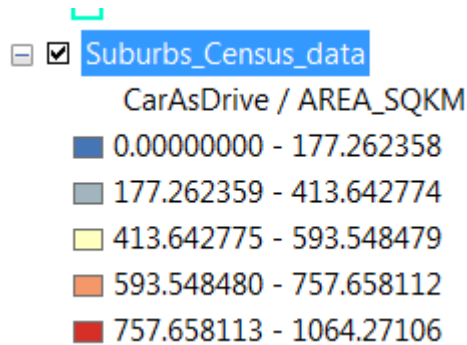 Suburbs_Census_data
CarAsDrive / AREA_SQKM
0.00000000 - 177.262358
177.262359 - 413.642774
413.642775 - 593.548479
593.548480 - 757.658112
757.658113 - 1064.27106